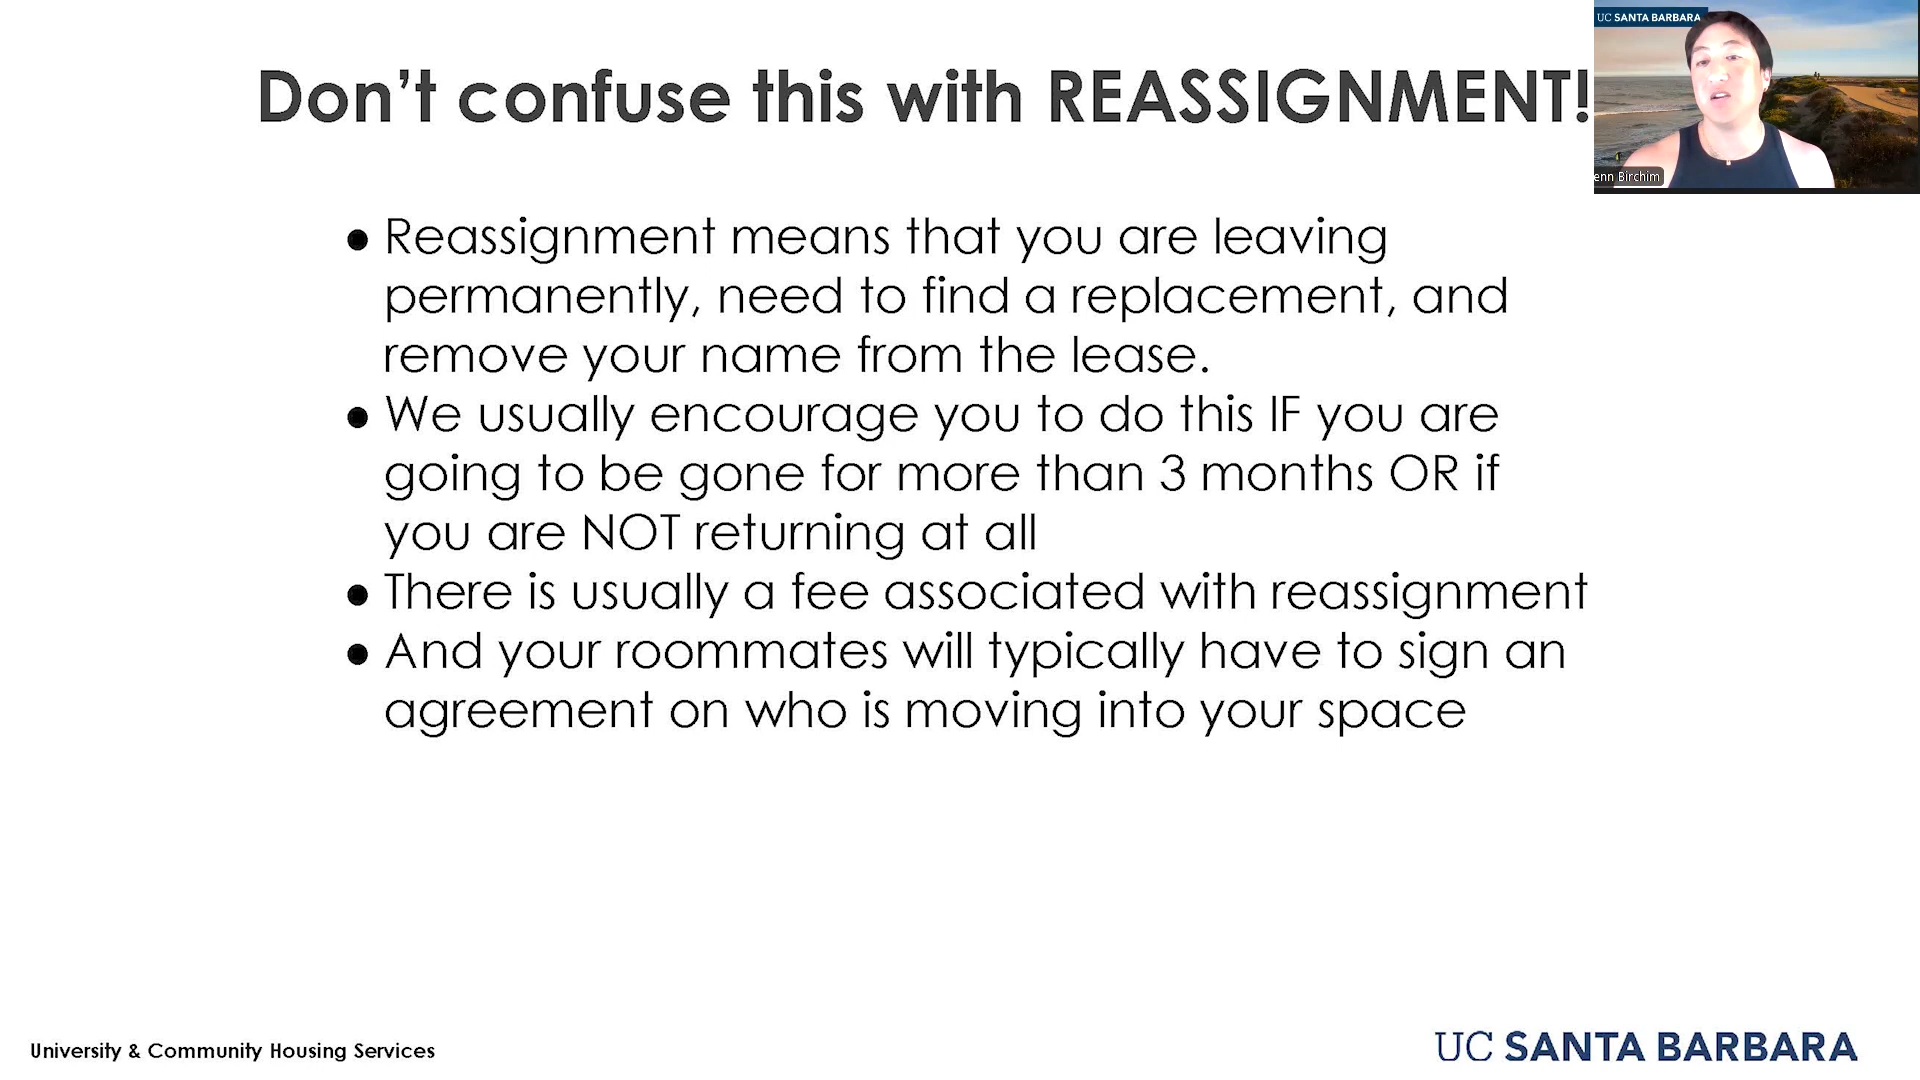 UC SANTA BARBARA
Don't confuse this with REASSIGNMENT!
enn Birchim
● Reassignment means that you are leaving
permanently, need to find a replacement, and
remove your name from the lease.
● We usually encourage you to do this IF you are
going to be gone for more than 3 months OR if
you are NOT returning at all
● There is usually a fee associated with reassignment
● And your roommates will typically have to sign an
agreement on who is moving into your space
University & Community Housing Services
UC SANTA BARBARA